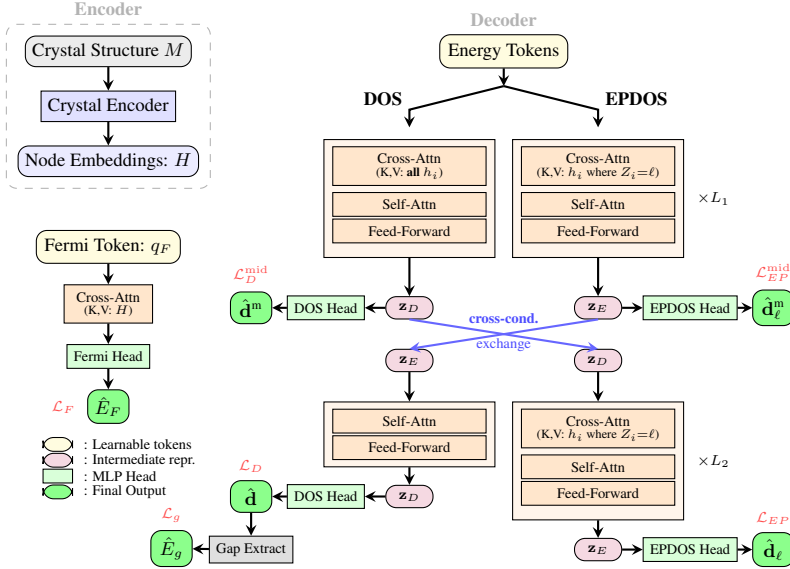 Encoder
Crystal Structure M
Crystal Encoder
Node Embeddings: H
Fermi Token: q_F
Cross-Attn
(K,V: H)
Fermi Head
ℒ_F
Ê_F
: Learnable tokens
: Intermediate repr.
: MLP Head
: Final Output
Decoder
Energy Tokens
DOS
EPDOS
Cross-Attn
(K,V: all h_i)
Self-Attn
Feed-Forward
Cross-Attn
(K,V: h_i where Z_i=ℓ)
Self-Attn
Feed-Forward
×L_1
ℒ_D^mid
d̂^m
DOS Head
z_D
z_E
EPDOS Head
ℒ_EP^mid
d̂_ℓ^m
cross-cond.
exchange
z_E
z_D
Self-Attn
Feed-Forward
Cross-Attn
(K,V: h_i where Z_i=ℓ)
Self-Attn
Feed-Forward
×L_2
ℒ_D
d̂
DOS Head
z_D
ℒ_g
Ê_g
Gap Extract
z_E
EPDOS Head
ℒ_EP
d̂_ℓ